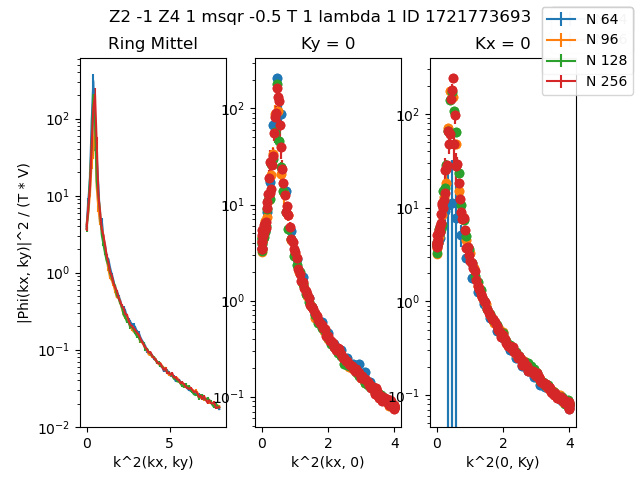 Z2 -1 Z4 1 msqr -0.5 T 1 lambda 1 ID 1721773693
N 64
N 96
N 128
N 256
Ring Mittel
Ky = 0
Kx = 0
|Phi(kx, ky)|^2 / (T * V)
10^2
10^1
10^0
10^−1
10^−2
0 5
k^2(kx, ky)
10^2
10^1
10^0
10^−1
0 2 4
k^2(kx, 0)
10^2
10^1
10^0
10^−1
0 2 4
k^2(0, Ky)